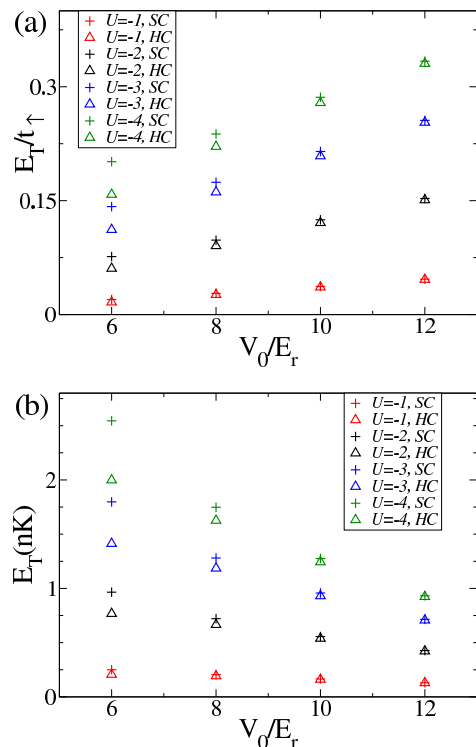 (a)
U=-1, SC
U=-1, HC
U=-2, SC
U=-2, HC
U=-3, SC
U=-3, HC
U=-4, SC
U=-4, HC
E_T/t_↑
0.3
0.15
0
6 8 10 12
V_0/E_r
(b)
U=-1, SC
U=-1, HC
U=-2, SC
U=-2, HC
U=-3, SC
U=-3, HC
U=-4, SC
U=-4, HC
E_T(nK)
2
1
0
6 8 10 12
V_0/E_r